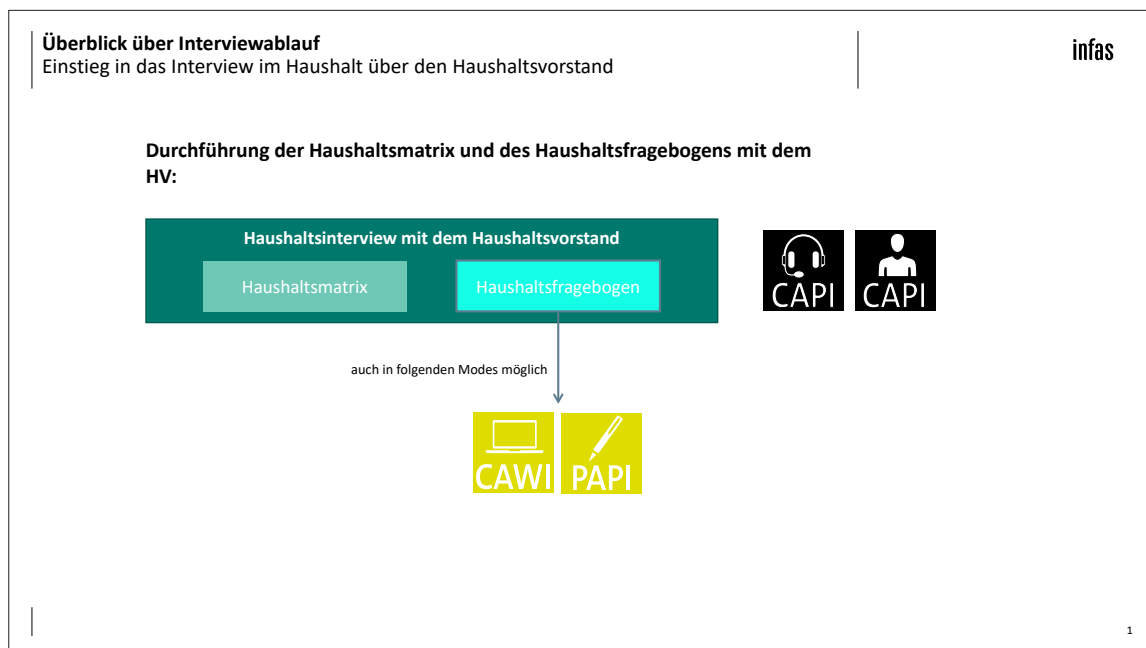 Überblick über Interviewablauf
Einstieg in das Interview im Haushalt über den Haushaltsvorstand
infas
Durchführung der Haushaltsmatrix und des Haushaltsfragebogens mit dem
HV:
Haushaltsinterview mit dem Haushaltsvorstand
Haushaltsmatrix
Haushaltsfragebogen
CAPI
CAPI
auch in folgenden Modes möglich
CAWI
PAPI
1